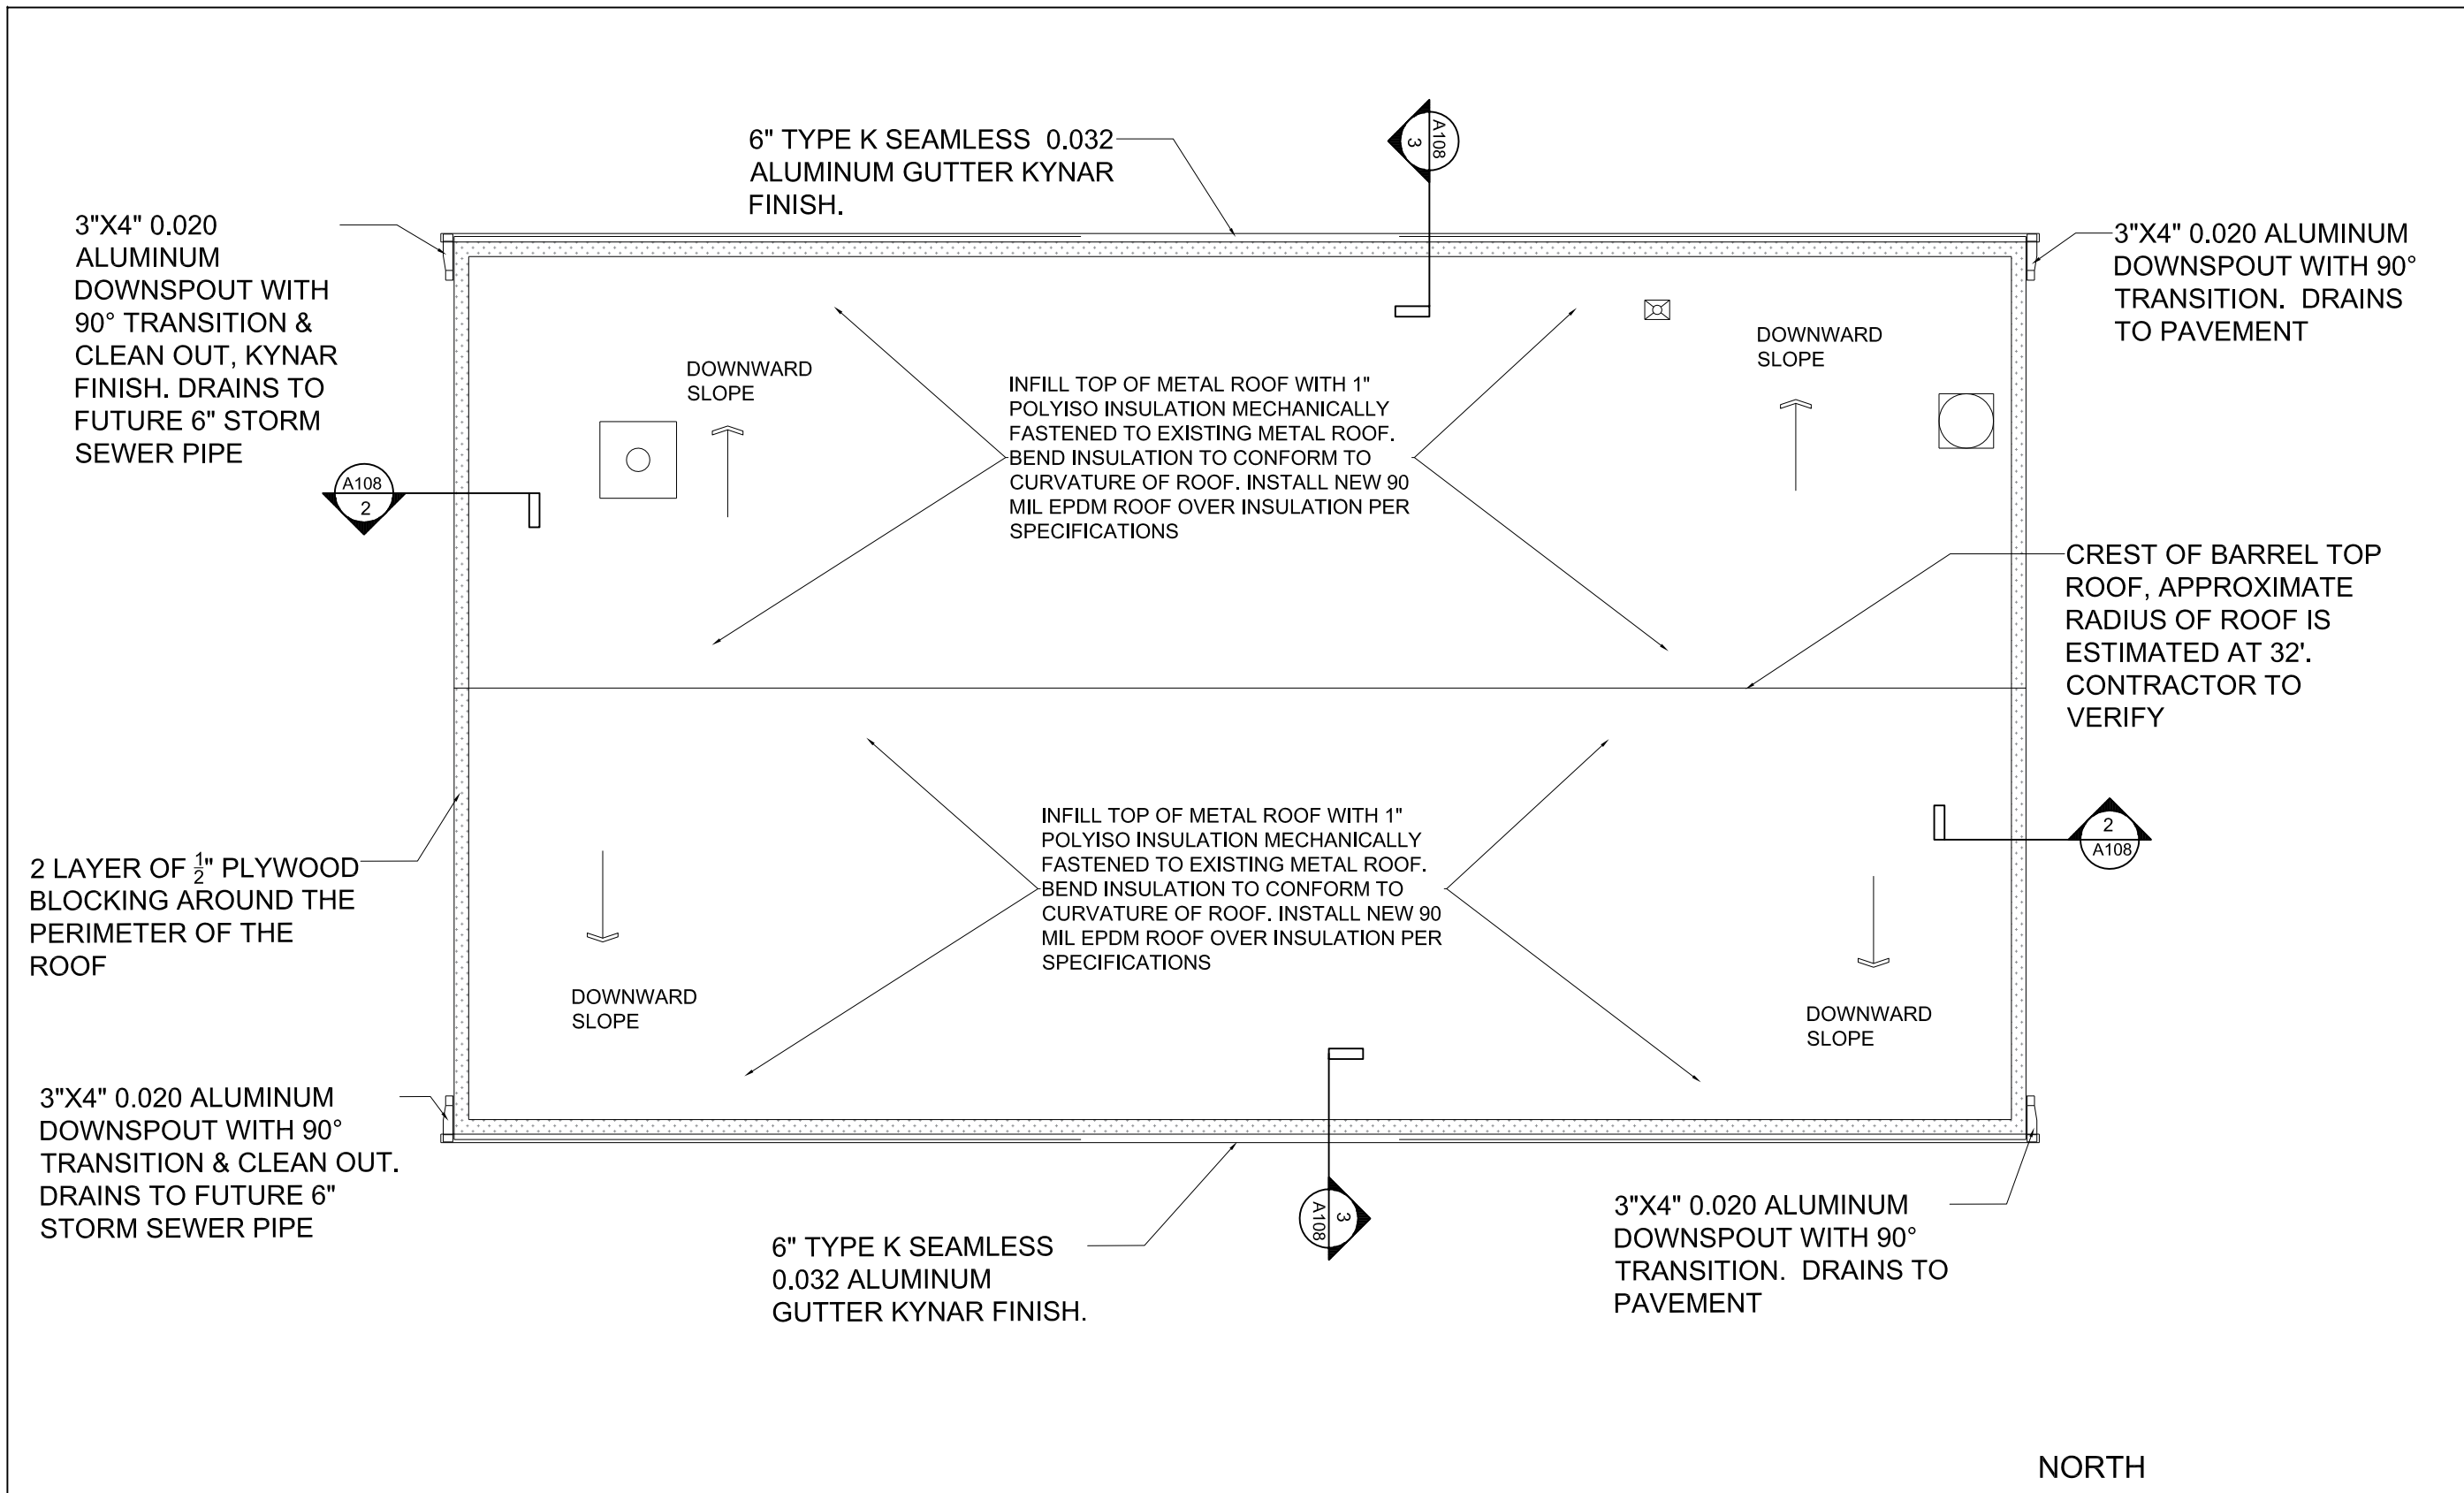 6" TYPE K SEAMLESS 0.032
ALUMINUM GUTTER KYNAR
FINISH.
A108
3
3"X4" 0.020
ALUMINUM
DOWNSPOUT WITH
90° TRANSITION &
CLEAN OUT, KYNAR
FINISH. DRAINS TO
FUTURE 6" STORM
SEWER PIPE
3"X4" 0.020 ALUMINUM
DOWNSPOUT WITH 90°
TRANSITION. DRAINS
TO PAVEMENT
DOWNWARD
SLOPE
INFILL TOP OF METAL ROOF WITH 1"
POLYISO INSULATION MECHANICALLY
FASTENED TO EXISTING METAL ROOF.
BEND INSULATION TO CONFORM TO
CURVATURE OF ROOF. INSTALL NEW 90
MIL EPDM ROOF OVER INSULATION PER
SPECIFICATIONS
DOWNWARD
SLOPE
A108
2
CREST OF BARREL TOP
ROOF, APPROXIMATE
RADIUS OF ROOF IS
ESTIMATED AT 32'.
CONTRACTOR TO
VERIFY
2 LAYER OF 1/2" PLYWOOD
BLOCKING AROUND THE
PERIMETER OF THE
ROOF
INFILL TOP OF METAL ROOF WITH 1"
POLYISO INSULATION MECHANICALLY
FASTENED TO EXISTING METAL ROOF.
BEND INSULATION TO CONFORM TO
CURVATURE OF ROOF. INSTALL NEW 90
MIL EPDM ROOF OVER INSULATION PER
SPECIFICATIONS
2
A108
DOWNWARD
SLOPE
DOWNWARD
SLOPE
3"X4" 0.020 ALUMINUM
DOWNSPOUT WITH 90°
TRANSITION & CLEAN OUT.
DRAINS TO FUTURE 6"
STORM SEWER PIPE
6" TYPE K SEAMLESS
0.032 ALUMINUM
GUTTER KYNAR FINISH.
3
A108
3"X4" 0.020 ALUMINUM
DOWNSPOUT WITH 90°
TRANSITION. DRAINS TO
PAVEMENT
NORTH